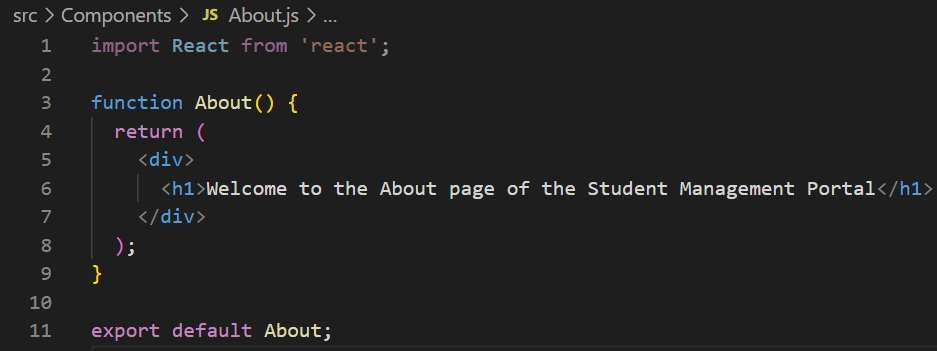 src > Components > JS About.js > ...
1 import React from 'react';
2
3 function About() {
4   return (
5     <div>
6       <h1>Welcome to the About page of the Student Management Portal</h1>
7     </div>
8   );
9 }
10
11 export default About;